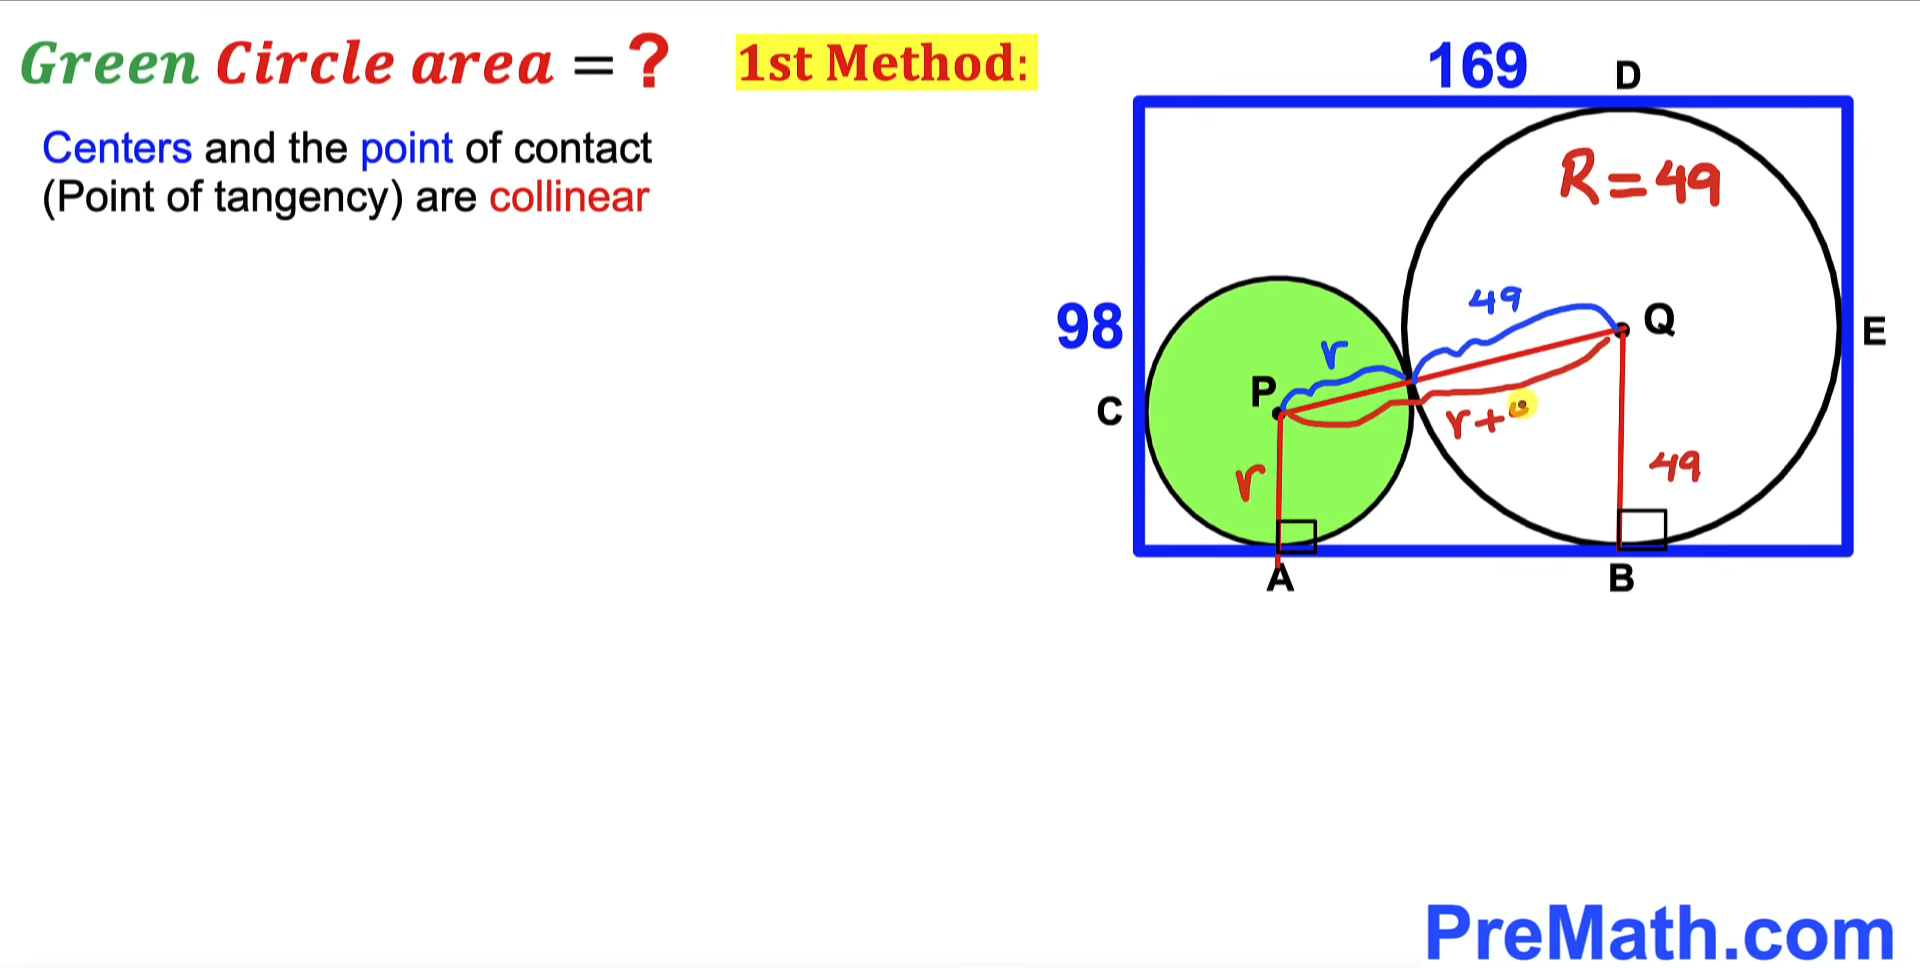 Green Circle area = ?
1st Method:
Centers and the point of contact
(Point of tangency) are collinear
169
D
R=49
98
49
Q
E
r
P
C
r+
r
49
A
B
PreMath.com